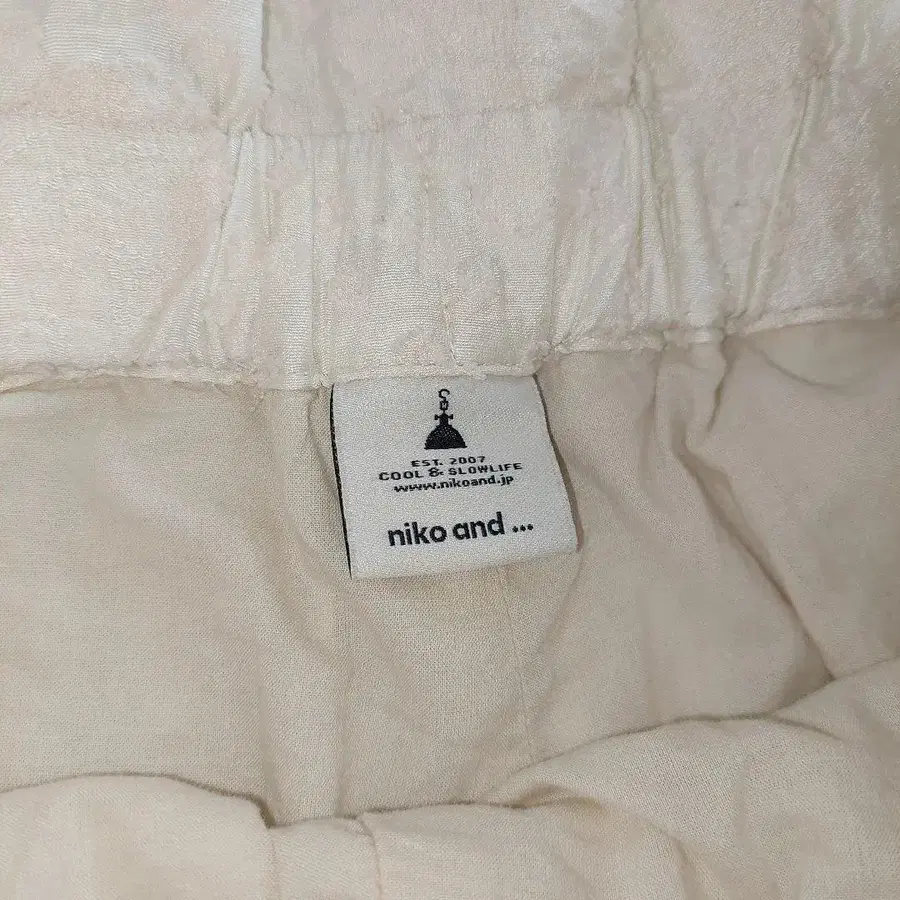 EST. 2007
COOL & SLOWLIFE
www.nikoand.jp
niko and ...